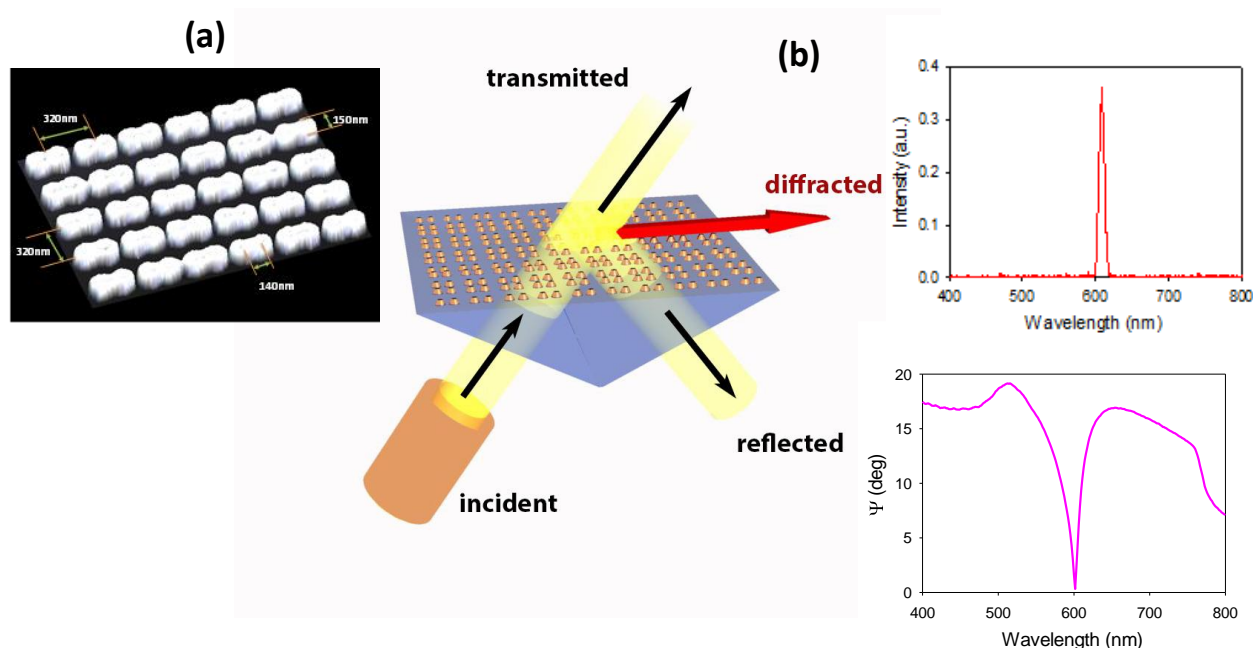 (a)
320nm
150nm
320nm
140nm
(b)
transmitted
diffracted
reflected
incident
0.4
0.3
0.2
0.1
0.0
Intensity (a.u.)
400 500 600 700 800
Wavelength (nm)
20
15
10
5
0
Ψ (deg)
400 500 600 700 800
Wavelength (nm)